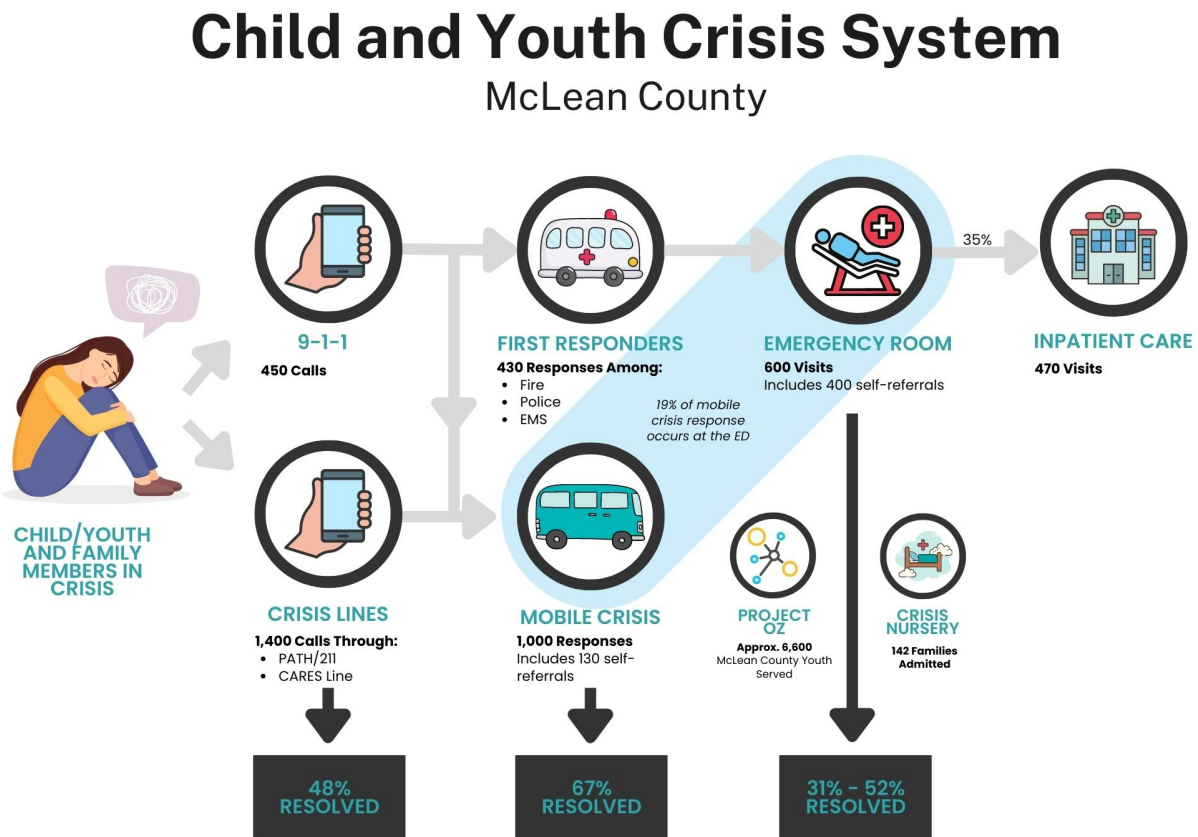 Child and Youth Crisis System
McLean County
35%
9-1-1
450 Calls
FIRST RESPONDERS
430 Responses Among:
• Fire
• Police
• EMS
EMERGENCY ROOM
600 Visits
Includes 400 self-referrals
INPATIENT CARE
470 Visits
19% of mobile
crisis response
occurs at the ED
CHILD/YOUTH
AND FAMILY
MEMBERS IN
CRISIS
CRISIS LINES
1,400 Calls Through:
• PATH/211
• CARES Line
MOBILE CRISIS
1,000 Responses
Includes 130 self-
referrals
PROJECT
OZ
Approx. 6,600
McLean County Youth
Served
CRISIS
NURSERY
142 Families
Admitted
48%
RESOLVED
67%
RESOLVED
31% - 52%
RESOLVED